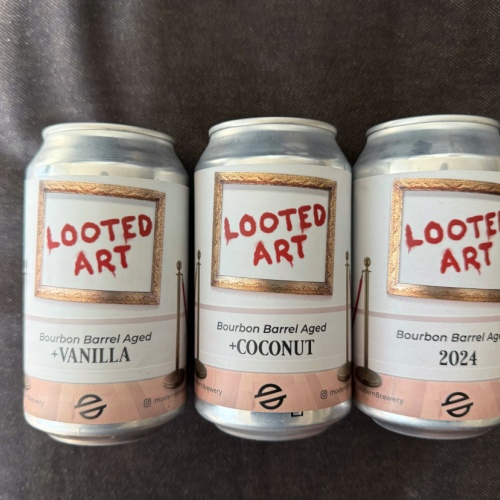 LOOTED
ART
Bourbon Barrel Aged
+VANILLA
LOOTED
ART
Bourbon Barrel Aged
+COCONUT
LOOTE
ART
Bourbon Barrel Aged
2024